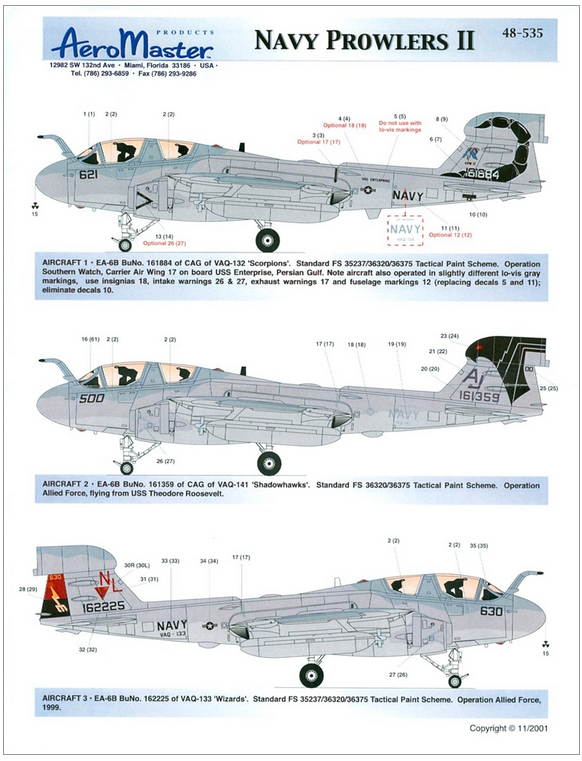 PRODUCTS
AeroMaster™
NAVY PROWLERS II
48-535
12982 SW 132nd Ave • Miami, Florida 33186 • USA •
Tel. (786) 293-6859 • Fax (786) 293-9286
1 (1)
2 (2)
2 (2)
3 (3)
Optional 17 (17)
4 (4)
Optional 18 (18)
5 (5)
Do not use with
lo-vis markings
8 (9)
6 (7)
621
USS ENTERPRISE
NAVY
161884
15
13 (14)
Optional 26 (27)
NAVY
VAQ-132
11 (11)
Optional 12 (12)
10 (10)
AIRCRAFT 1 • EA-6B BuNo. 161884 of CAG of VAQ-132 'Scorpions'. Standard FS 35237/36320/36375 Tactical Paint Scheme. Operation
Southern Watch, Carrier Air Wing 17 on board USS Enterprise, Persian Gulf. Note aircraft also operated in slightly different lo-vis gray
markings, use insignias 18, intake warnings 26 & 27, exhaust warnings 17 and fuselage markings 12 (replacing decals 5 and 11);
eliminate decals 10.
16 (61)
2 (2)
2 (2)
17 (17)
18 (18)
19 (19)
23 (24)
21 (22)
20 (20)
25 (25)
500
NAVY
AJ
00
161359
26 (27)
AIRCRAFT 2 • EA-6B BuNo. 161359 of CAG of VAQ-141 'Shadowhawks'. Standard FS 36320/36375 Tactical Paint Scheme. Operation
Allied Force, flying from USS Theodore Roosevelt.
28 (29)
30R (30L)
31 (31)
33 (33)
34 (34)
17 (17)
2 (2)
2 (2)
35 (35)
630
NL
162225
NAVY
VAQ - 133
630
32 (32)
27 (26)
15
AIRCRAFT 3 • EA-6B BuNo. 162225 of VAQ-133 'Wizards'. Standard FS 35237/36320/36375 Tactical Paint Scheme. Operation Allied Force,
1999.
Copyright © 11/2001